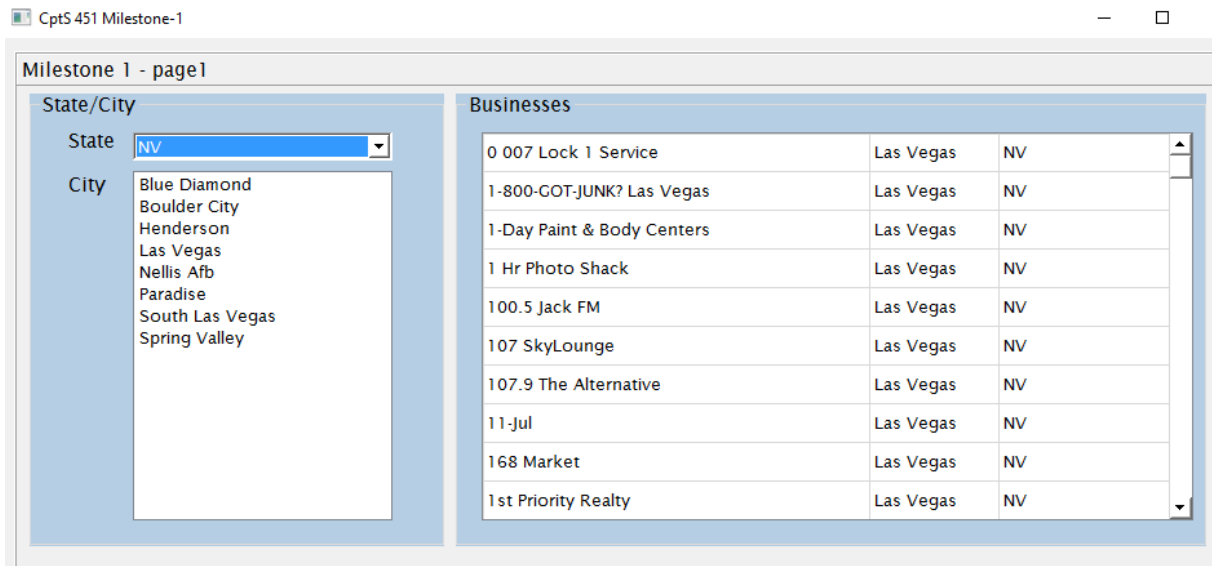 CptS 451 Milestone-1
Milestone 1 - page1
State/City
State NV
City
Blue Diamond
Boulder City
Henderson
Las Vegas
Nellis Afb
Paradise
South Las Vegas
Spring Valley
Businesses
0 007 Lock 1 Service Las Vegas NV
1-800-GOT-JUNK? Las Vegas Las Vegas NV
1-Day Paint & Body Centers Las Vegas NV
1 Hr Photo Shack Las Vegas NV
100.5 Jack FM Las Vegas NV
107 SkyLounge Las Vegas NV
107.9 The Alternative Las Vegas NV
11-Jul Las Vegas NV
168 Market Las Vegas NV
1st Priority Realty Las Vegas NV